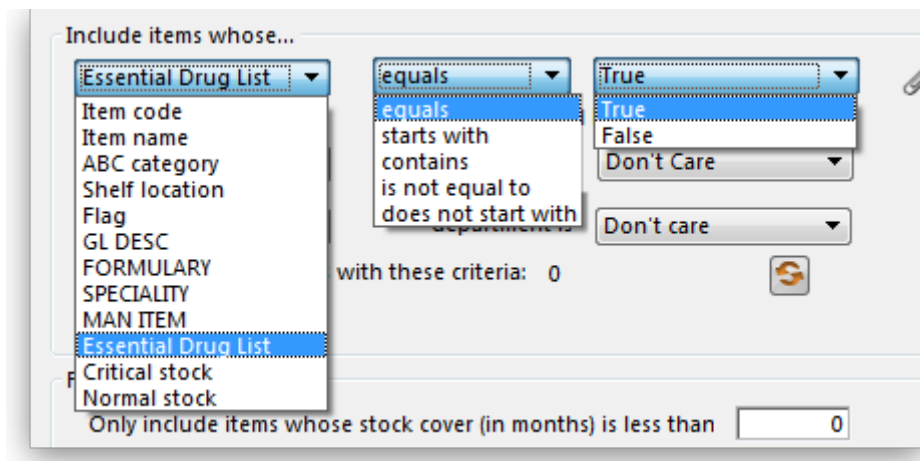 Include items whose...
Essential Drug List equals True
Item code
Item name
ABC category
Shelf location
Flag
GL DESC
FORMULARY
SPECIALITY
MAN ITEM
Essential Drug List
Critical stock
Normal stock
equals
starts with
contains
is not equal to
does not start with
True
False
Don't Care
Don't care
with these criteria: 0
Only include items whose stock cover (in months) is less than 0